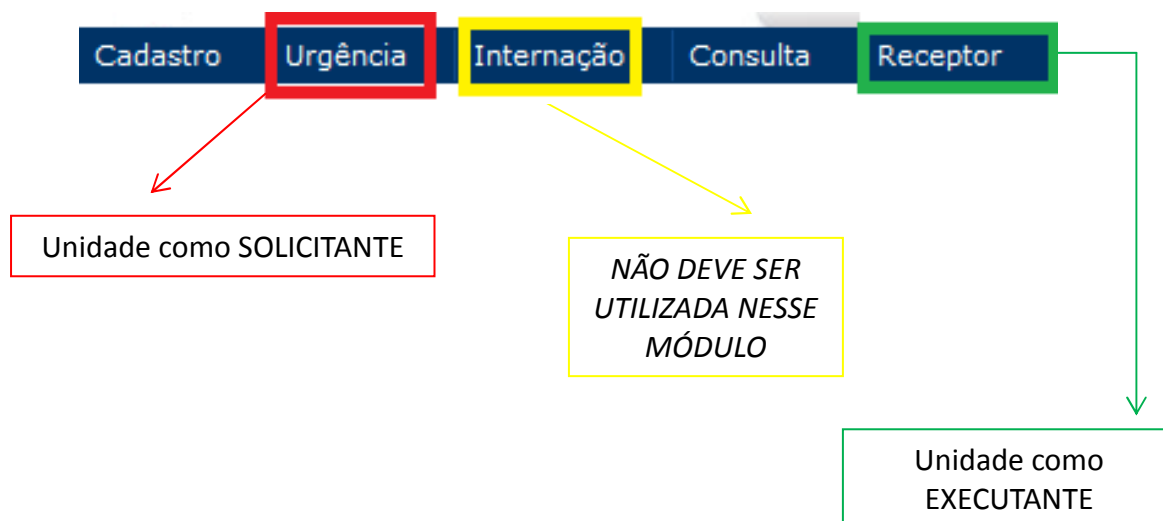 Cadastro Urgência Internação Consulta Receptor
Unidade como SOLICITANTE
NÃO DEVE SER
UTILIZADA NESSE
MÓDULO
Unidade como
EXECUTANTE